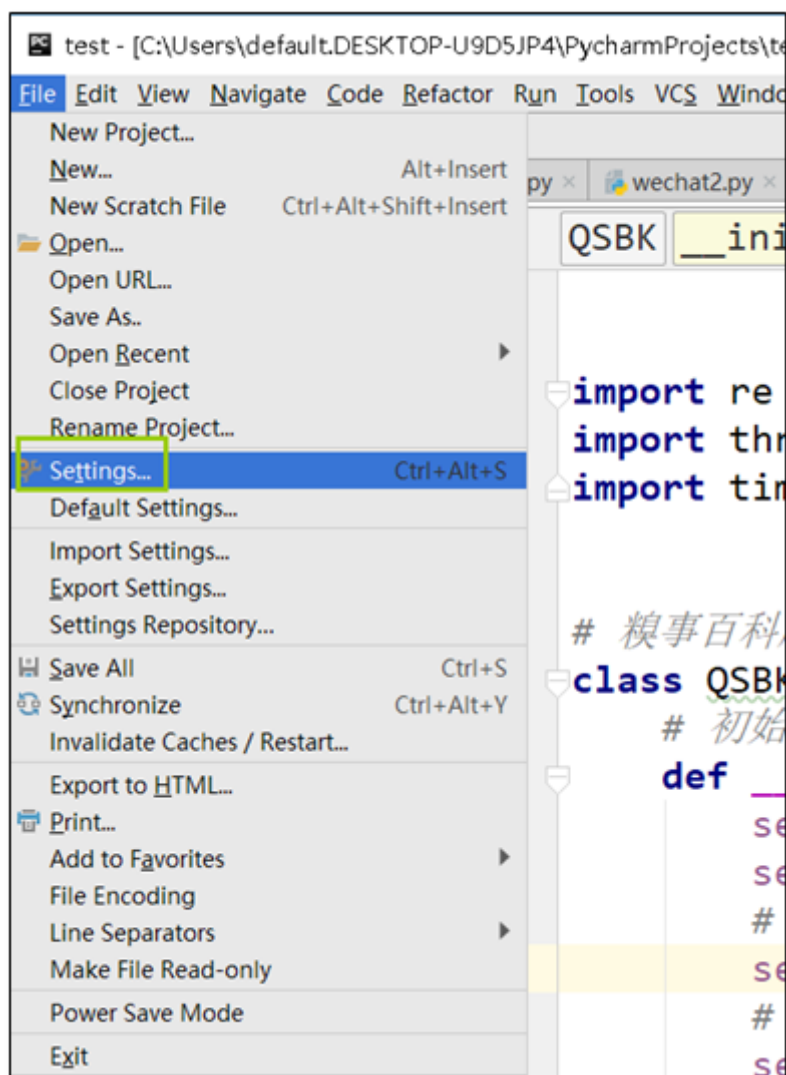 test - [C:\Users\default.DESKTOP-U9D5JP4\PycharmProjects\te
File Edit View Navigate Code Refactor Run Tools VCS Windo
New Project...
New... Alt+Insert
New Scratch File Ctrl+Alt+Shift+Insert
Open...
Open URL...
Save As..
Open Recent
Close Project
Rename Project...
Settings... Ctrl+Alt+S
Default Settings...
Import Settings...
Export Settings...
Settings Repository...
Save All Ctrl+S
Synchronize Ctrl+Alt+Y
Invalidate Caches / Restart...
Export to HTML...
Print...
Add to Favorites
File Encoding
Line Separators
Make File Read-only
Power Save Mode
Exit
py × wechat2.py ×
QSBK __ini
import re
import thr
import tim
# 糗事百科
class QSBK
# 初始
def __
se
se
#
se
#
se